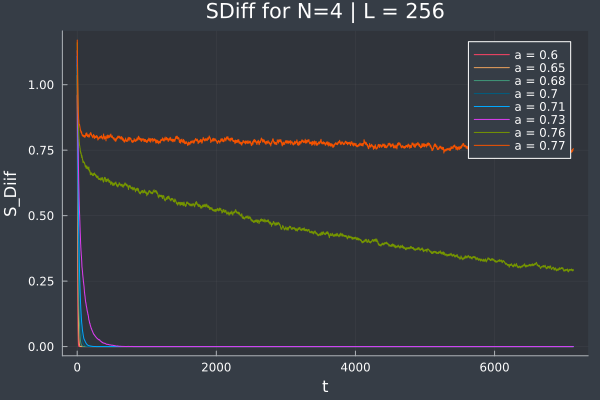 SDiff for N=4 | L = 256
a = 0.6
a = 0.65
a = 0.68
a = 0.7
a = 0.71
a = 0.73
a = 0.76
a = 0.77
1.00
0.75
0.50
0.25
0.00
S_Diif
0
2000
4000
6000
t